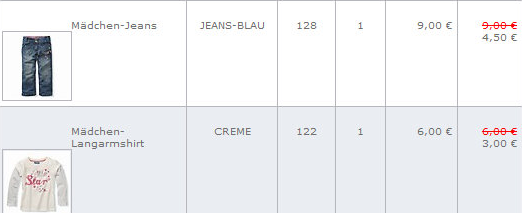 Mädchen-Jeans JEANS-BLAU 128 1 9,00 € 9,00 €
4,50 €
Mädchen- CREME 122 1 6,00 € 6,00 €
Langarmshirt 3,00 €
Star